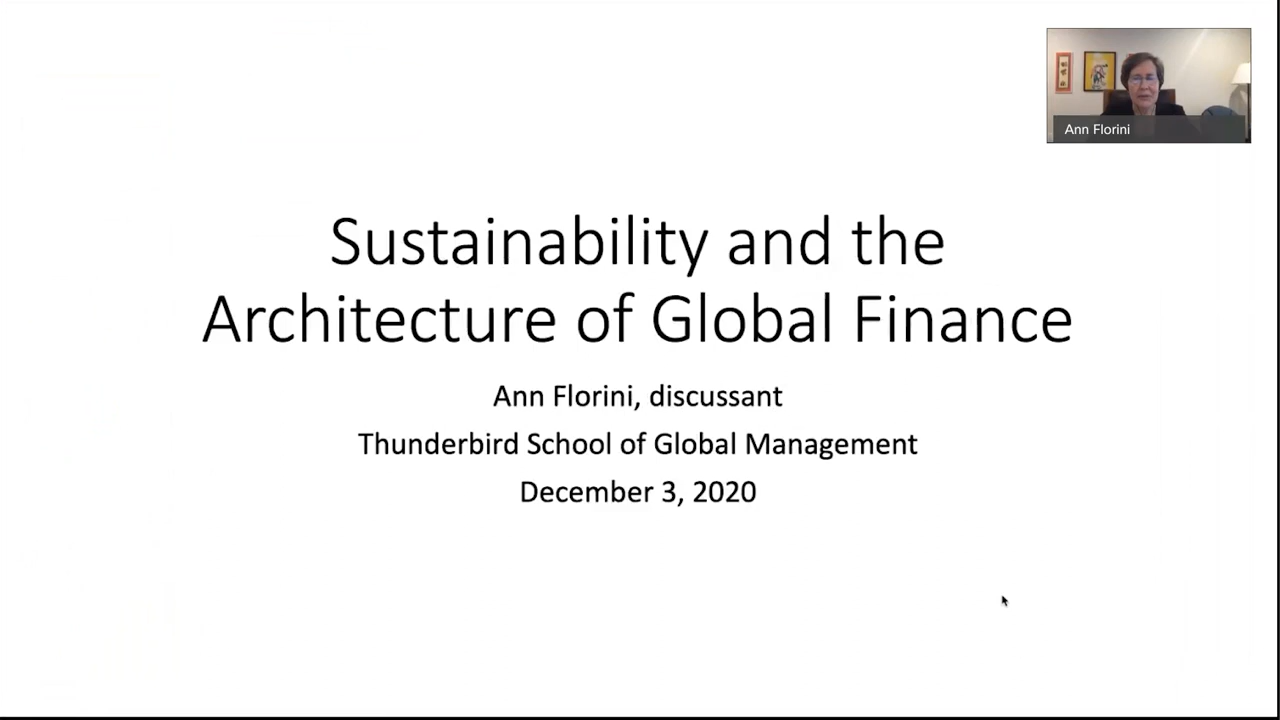 Ann Florini
Sustainability and the
Architecture of Global Finance
Ann Florini, discussant
Thunderbird School of Global Management
December 3, 2020